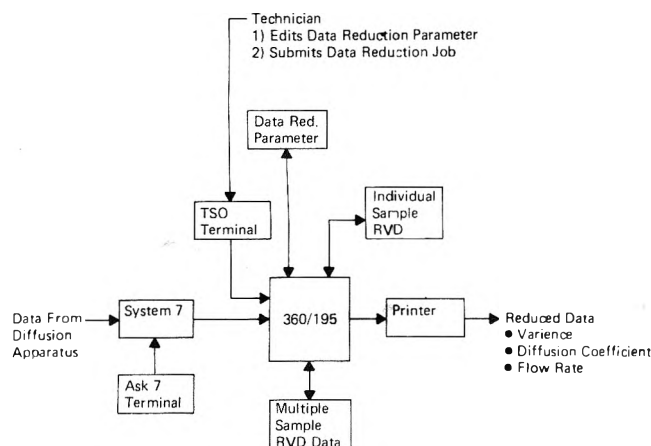 Technician
1) Edits Data Reduction Parameter
2) Submits Data Reduction Job
Data Red.
Parameter
TSO
Terminal
Individual
Sample
RVD
Data From
Diffusion
Apparatus
System 7
360/195
Printer
Reduced Data
● Varience
● Diffusion Coefficient
● Flow Rate
Ask 7
Terminal
Multiple
Sample
RVD Data